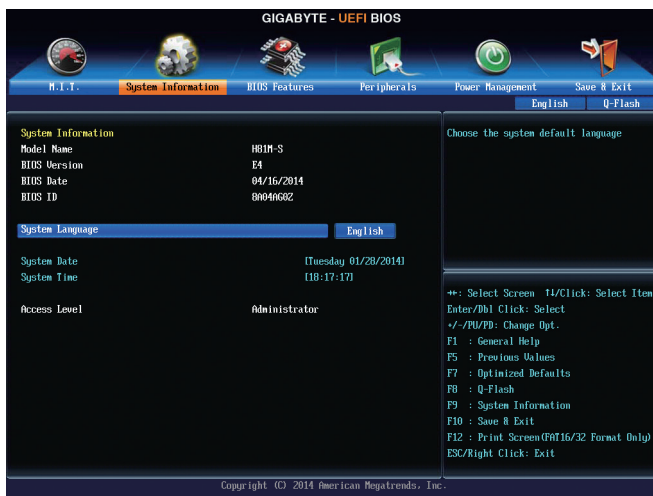 GIGABYTE - UEFI BIOS
M.I.T.
System Information
BIOS Features
Peripherals
Power Management
Save & Exit
English
Q-Flash
System Information
Model Name H81M-S
BIOS Version E4
BIOS Date 04/16/2014
BIOS ID 8A04AG0Z
System Language English
System Date [Tuesday 01/28/2014]
System Time [18:17:17]
Access Level Administrator
Choose the system default language
→←: Select Screen ↑↓/Click: Select Item
Enter/Dbl Click: Select
+/-/PU/PD: Change Opt.
F1 : General Help
F5 : Previous Values
F7 : Optimized Defaults
F8 : Q-Flash
F9 : System Information
F10 : Save & Exit
F12 : Print Screen(FAT16/32 Format Only)
ESC/Right Click: Exit
Copyright (C) 2014 American Megatrends, Inc.